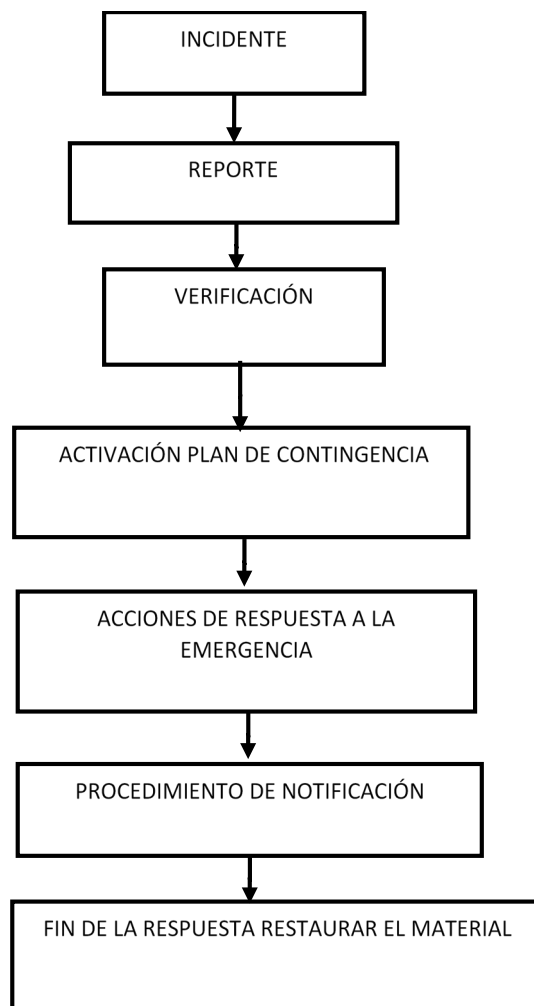 INCIDENTE
REPORTE
VERIFICACIÓN
ACTIVACIÓN PLAN DE CONTINGENCIA
ACCIONES DE RESPUESTA A LA
EMERGENCIA
PROCEDIMIENTO DE NOTIFICACIÓN
FIN DE LA RESPUESTA RESTAURAR EL MATERIAL